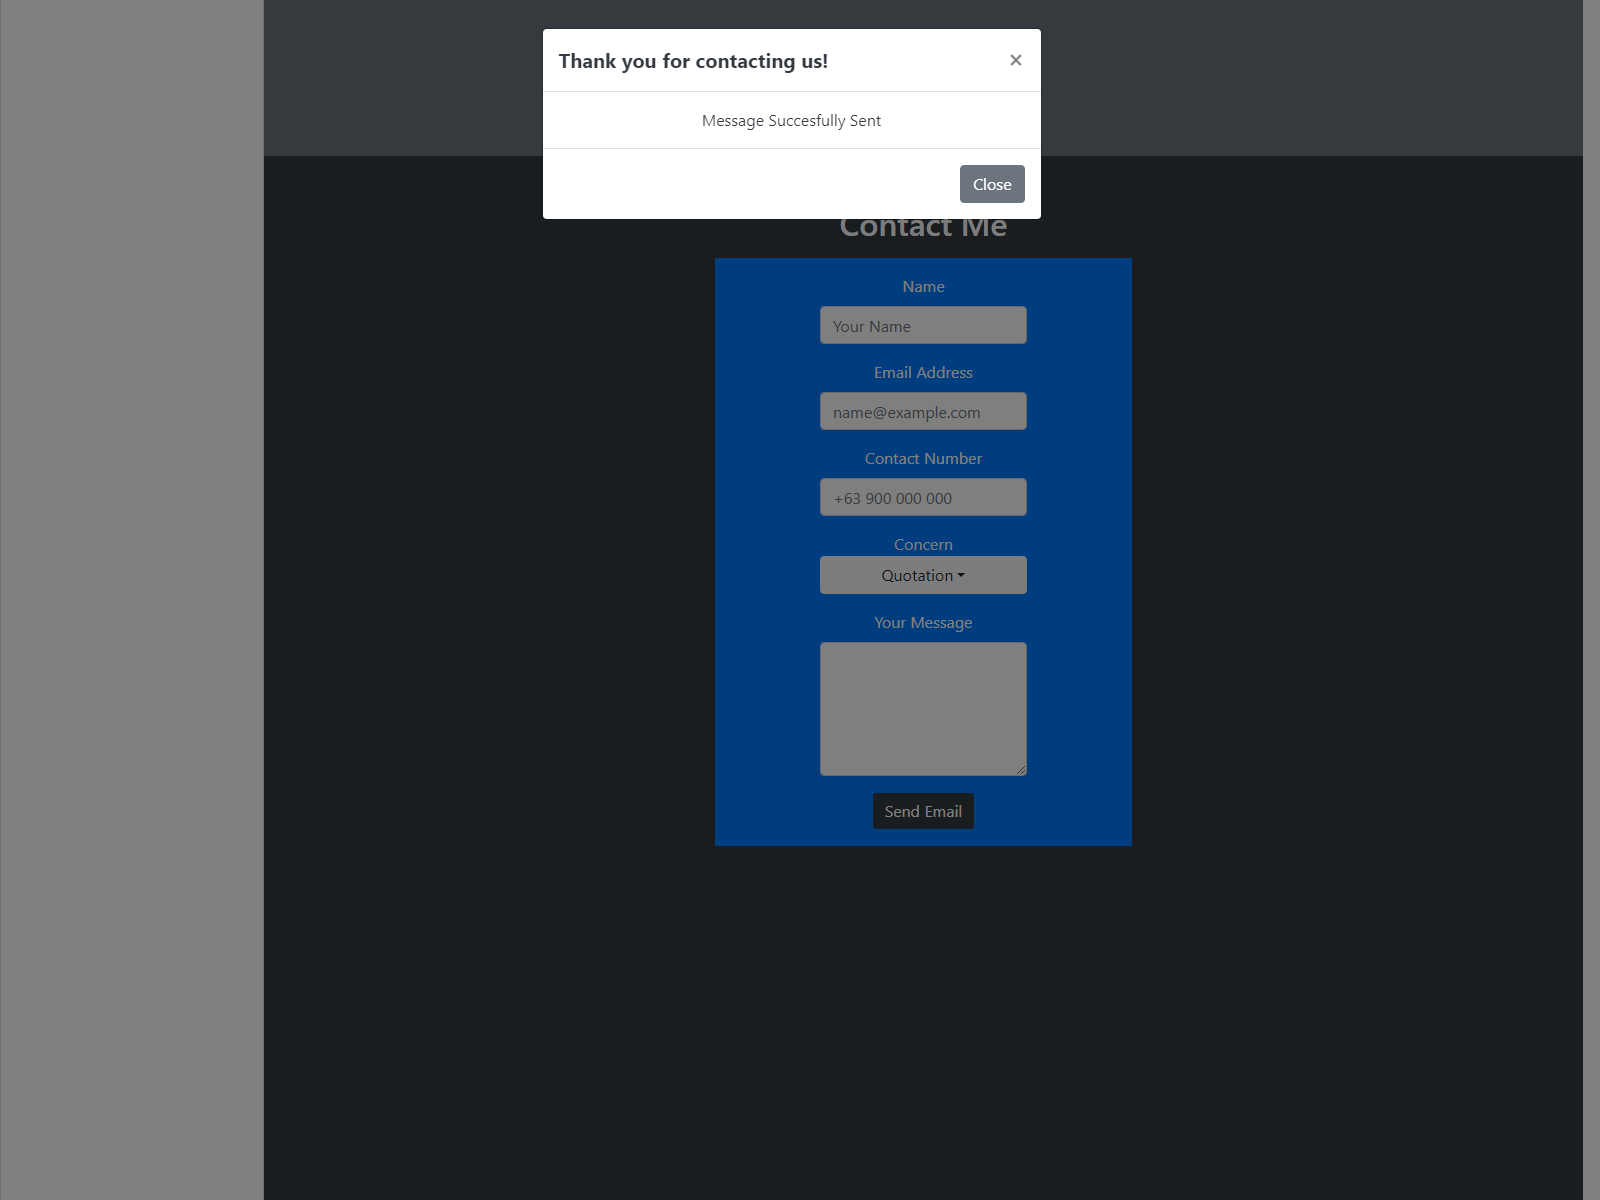 Thank you for contacting us!
×
Message Succesfully Sent
Close
Contact Me
Name
Your Name
Email Address
name@example.com
Contact Number
+63 900 000 000
Concern
Quotation
Your Message
Send Email